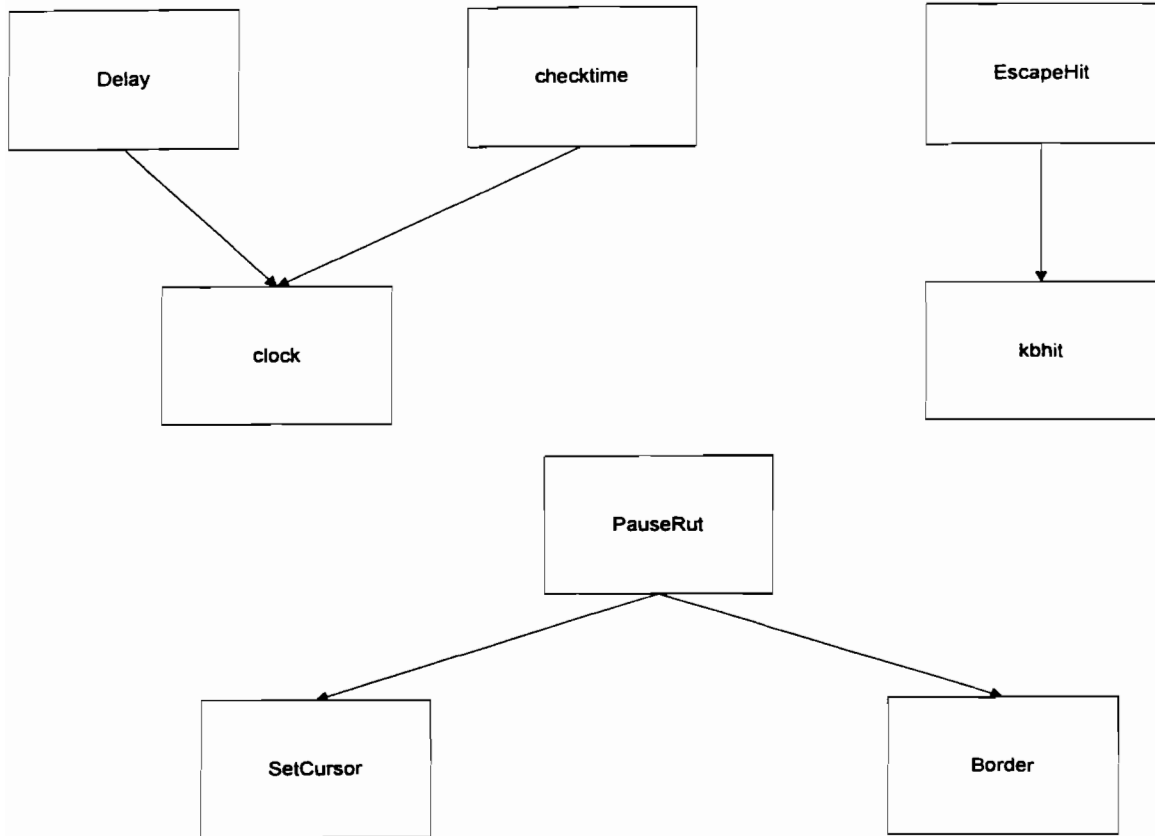 Delay
checktime
EscapeHit
clock
kbhit
PauseRut
SetCursor
Border